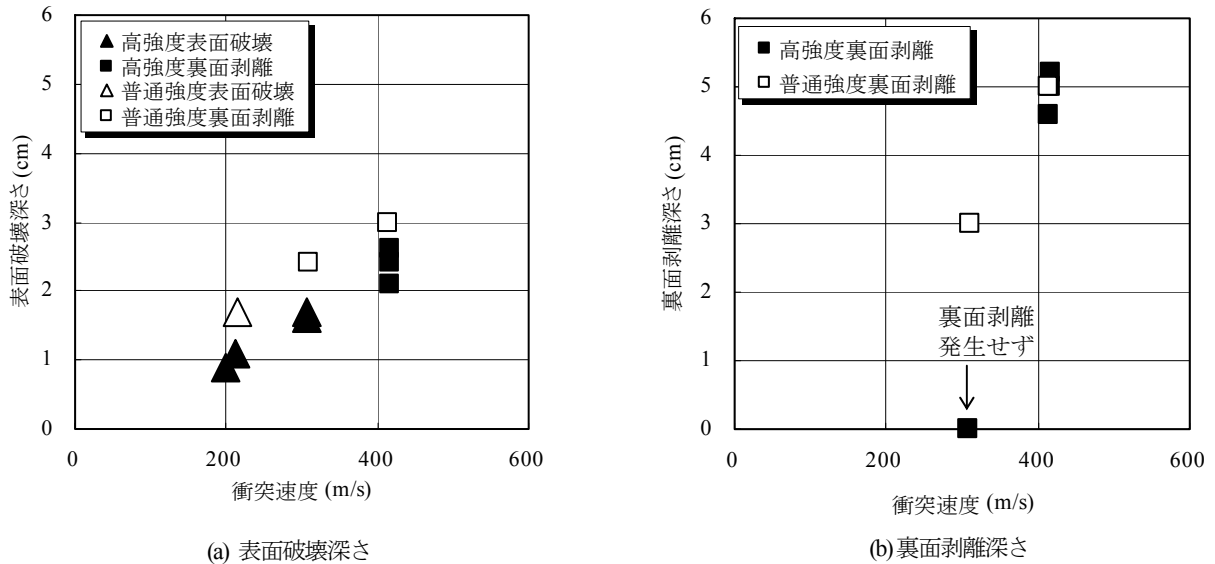 6
5
4
3
2
1
0
表面破壊深さ (cm)
▲ 高強度表面破壊
■ 高強度裏面剥離
△ 普通強度表面破壊
□ 普通強度裏面剥離
0 200 400 600
衝突速度 (m/s)
(a) 表面破壊深さ
6
5
4
3
2
1
0
裏面剥離深さ (cm)
■ 高強度裏面剥離
□ 普通強度裏面剥離
裏面剥離
発生せず
0 200 400 600
衝突速度 (m/s)
(b) 裏面剥離深さ